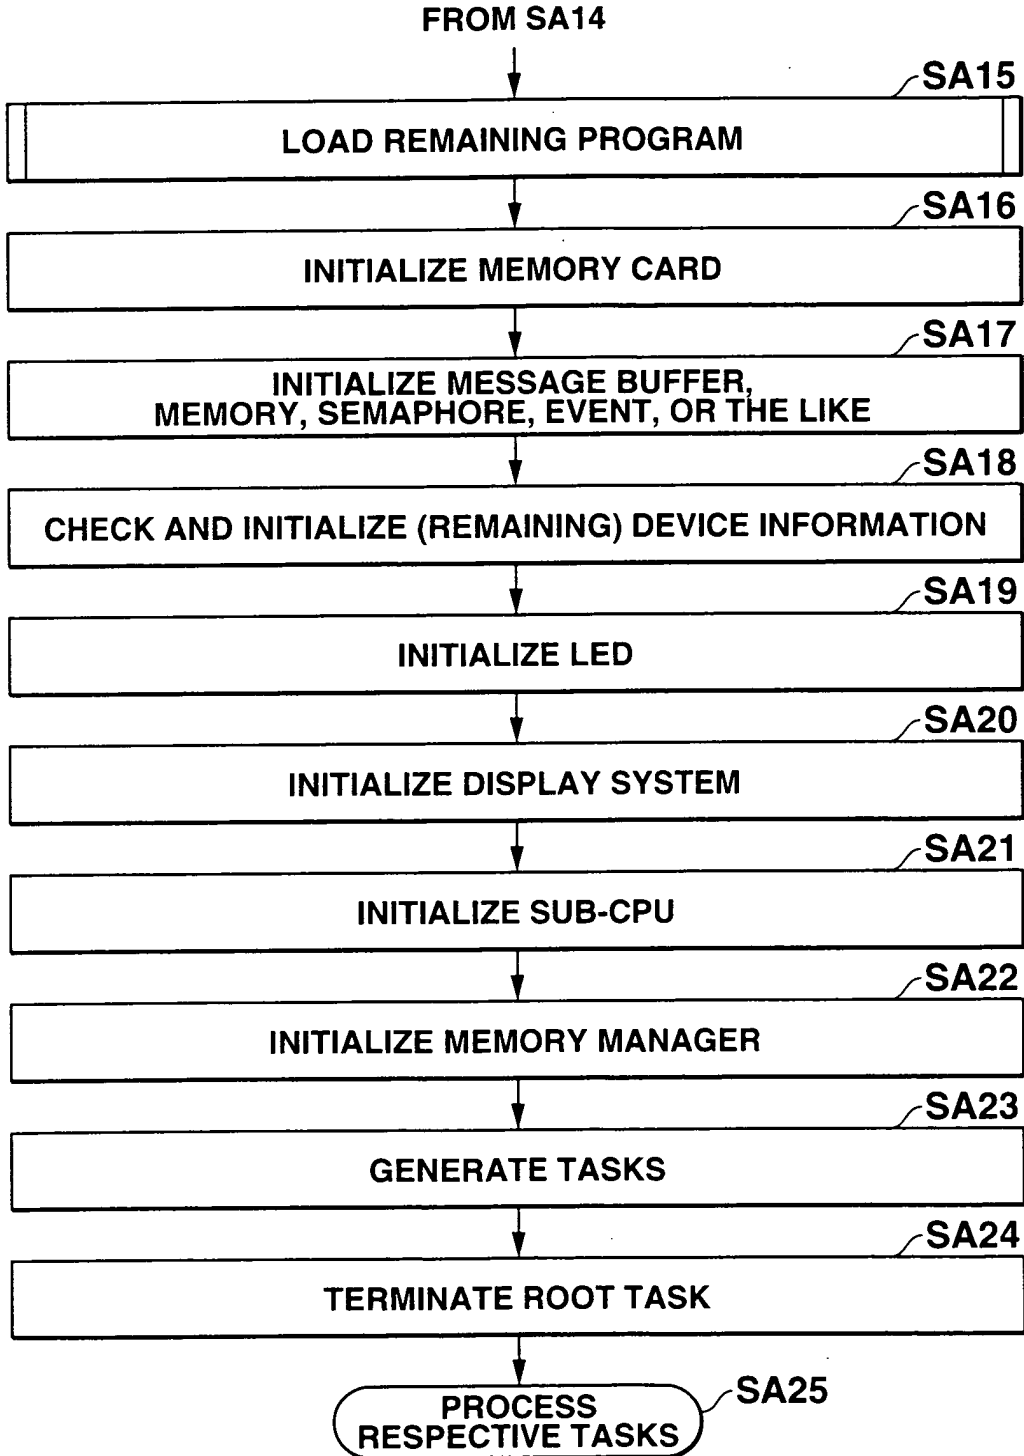 FROM SA14
SA15
LOAD REMAINING PROGRAM
SA16
INITIALIZE MEMORY CARD
SA17
INITIALIZE MESSAGE BUFFER,
MEMORY, SEMAPHORE, EVENT, OR THE LIKE
SA18
CHECK AND INITIALIZE (REMAINING) DEVICE INFORMATION
SA19
INITIALIZE LED
SA20
INITIALIZE DISPLAY SYSTEM
SA21
INITIALIZE SUB-CPU
SA22
INITIALIZE MEMORY MANAGER
SA23
GENERATE TASKS
SA24
TERMINATE ROOT TASK
SA25
PROCESS
RESPECTIVE TASKS